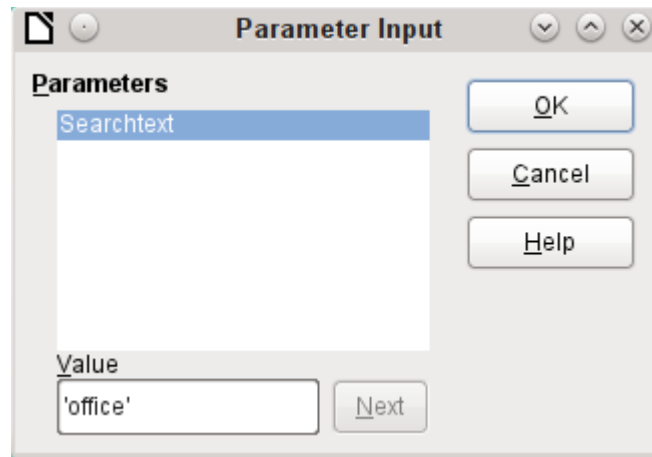 Parameter Input
Parameters
Searchtext
OK
Cancel
Help
Value
'office'
Next